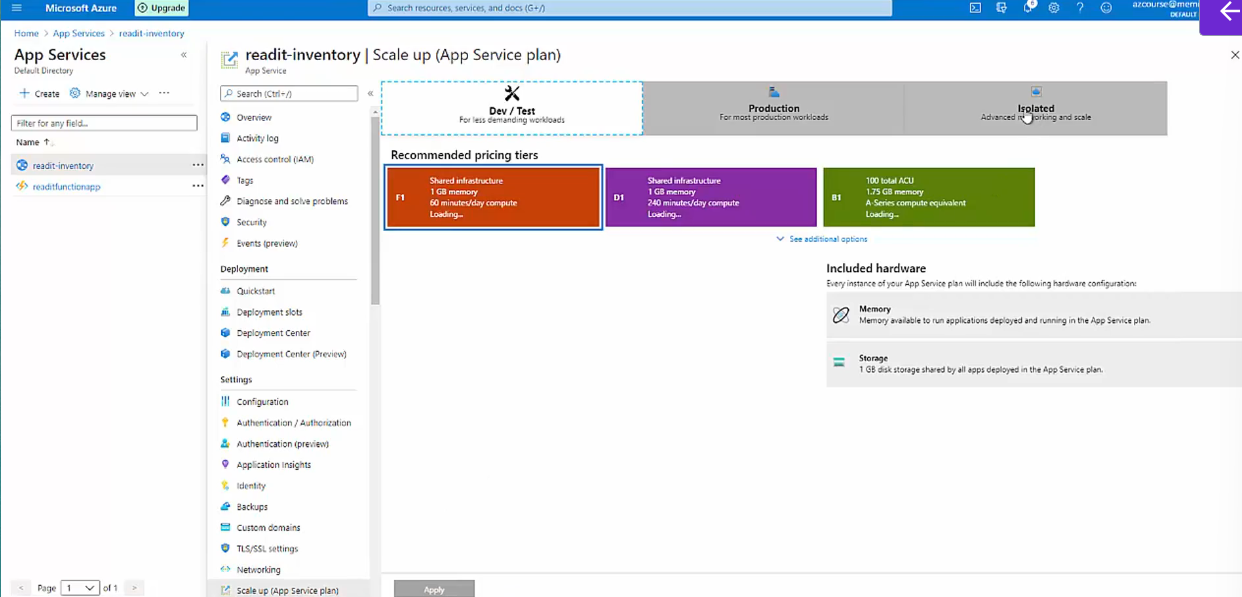 Microsoft Azure
Upgrade
Search resources, services, and docs (G+/)
6
azcourse@memi
DEFAULT
Home > App Services > readit-inventory
App Services
Default Directory
+ Create
Manage view
Filter for any field...
Name ↑
readit-inventory
readitfunctionapp
< Page 1 of 1 >
readit-inventory | Scale up (App Service plan)
App Service
Search (Ctrl+/)
Overview
Activity log
Access control (IAM)
Tags
Diagnose and solve problems
Security
Events (preview)
Deployment
Quickstart
Deployment slots
Deployment Center
Deployment Center (Preview)
Settings
Configuration
Authentication / Authorization
Authentication (preview)
Application Insights
Identity
Backups
Custom domains
TLS/SSL settings
Networking
Scale up (App Service plan)
Dev / Test
For less demanding workloads
Production
For most production workloads
Isolated
Advanced networking and scale
Recommended pricing tiers
F1
Shared infrastructure
1 GB memory
60 minutes/day compute
Loading...
D1
Shared infrastructure
1 GB memory
240 minutes/day compute
Loading...
B1
100 total ACU
1.75 GB memory
A-Series compute equivalent
Loading...
See additional options
Included hardware
Every instance of your App Service plan will include the following hardware configuration:
Memory
Memory available to run applications deployed and running in the App Service plan.
Storage
1 GB disk storage shared by all apps deployed in the App Service plan.
Apply